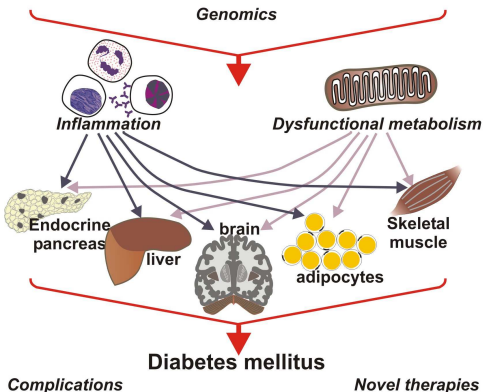 Genomics
Inflammation
Dysfunctional metabolism
Endocrine
pancreas
liver
brain
adipocytes
Skeletal
muscle
Diabetes mellitus
Complications
Novel therapies